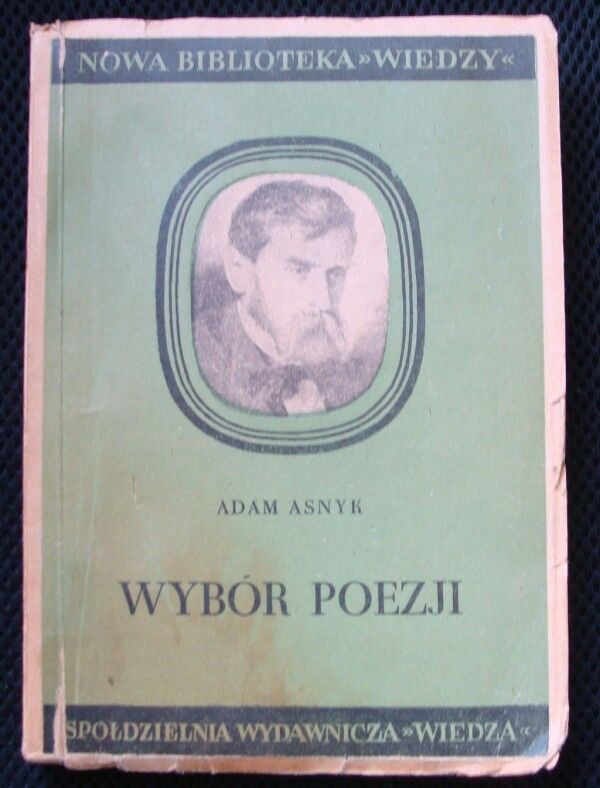 NOWA BIBLIOTEKA »WIEDZY«
ADAM ASNYK
WYBÓR POEZJI
SPÓŁDZIELNIA WYDAWNICZA »WIEDZA«